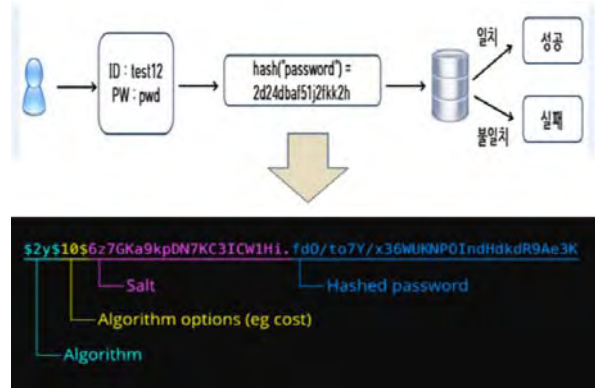 ID : test12
PW : pwd
hash("password") =
2d24dbaf51j2fkk2h
일치
성공
불일치
실패
$2y$10$6z7GKa9kpDN7KC3ICW1Hi.fdO/to7Y/x36WUKNPOIndHdkdR9Ae3K
Salt
Hashed password
Algorithm options (eg cost)
Algorithm